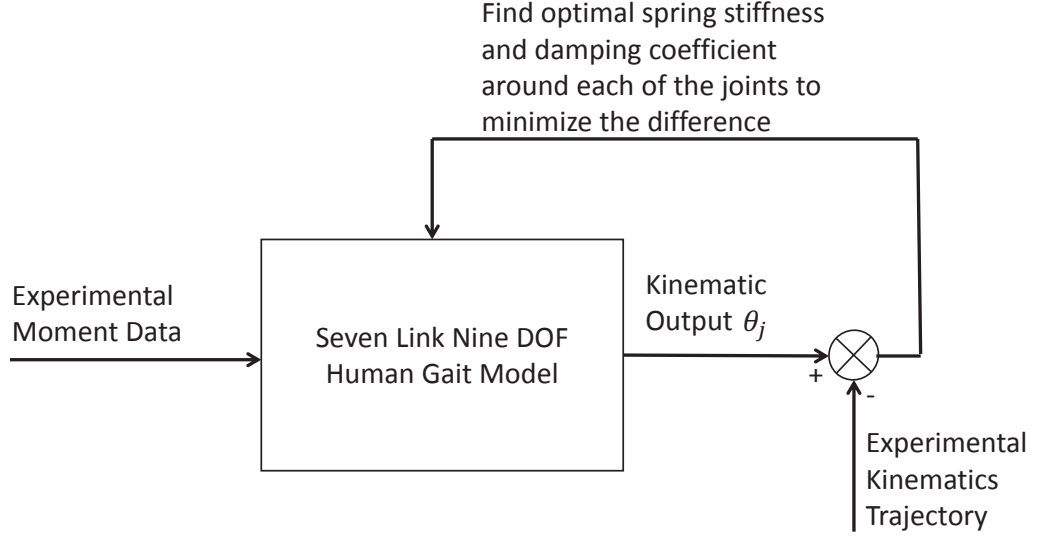 Find optimal spring stiffness
and damping coefficient
around each of the joints to
minimize the difference
Experimental
Moment Data
Seven Link Nine DOF
Human Gait Model
Kinematic
Output θj
+
-
Experimental
Kinematics
Trajectory